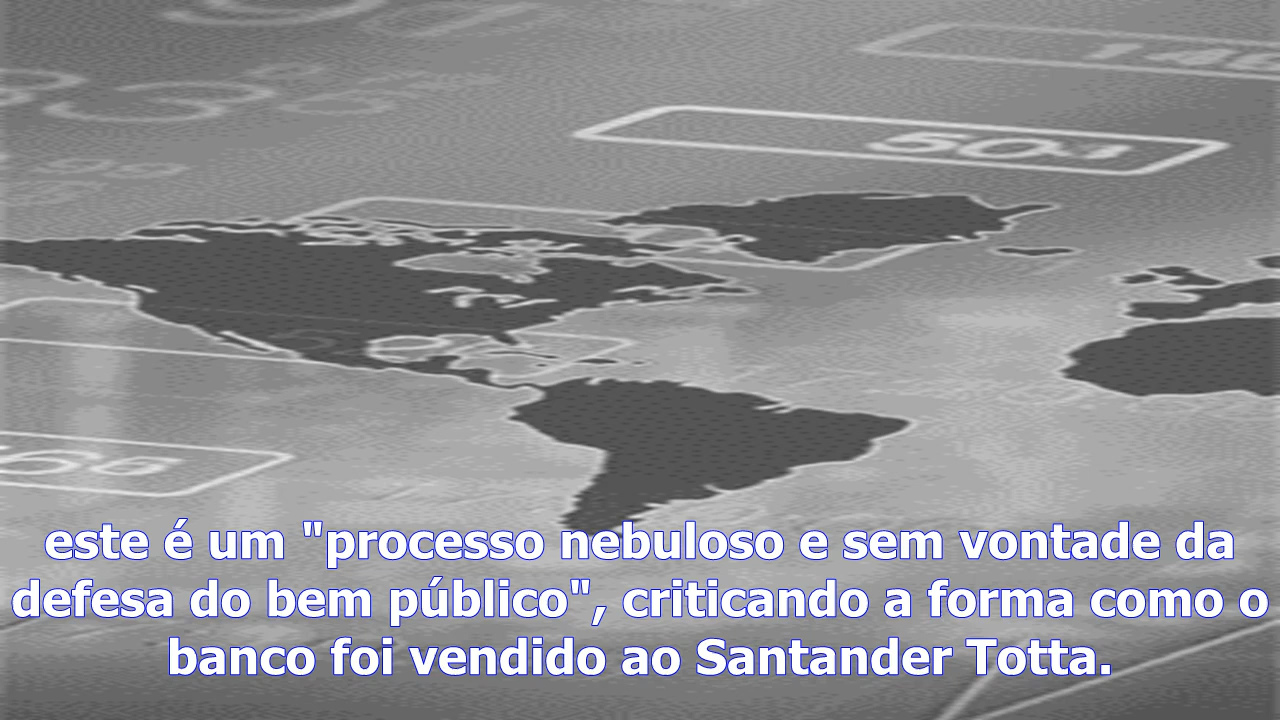 50
este é um "processo nebuloso e sem vontade da
defesa do bem público", criticando a forma como o
banco foi vendido ao Santander Totta.